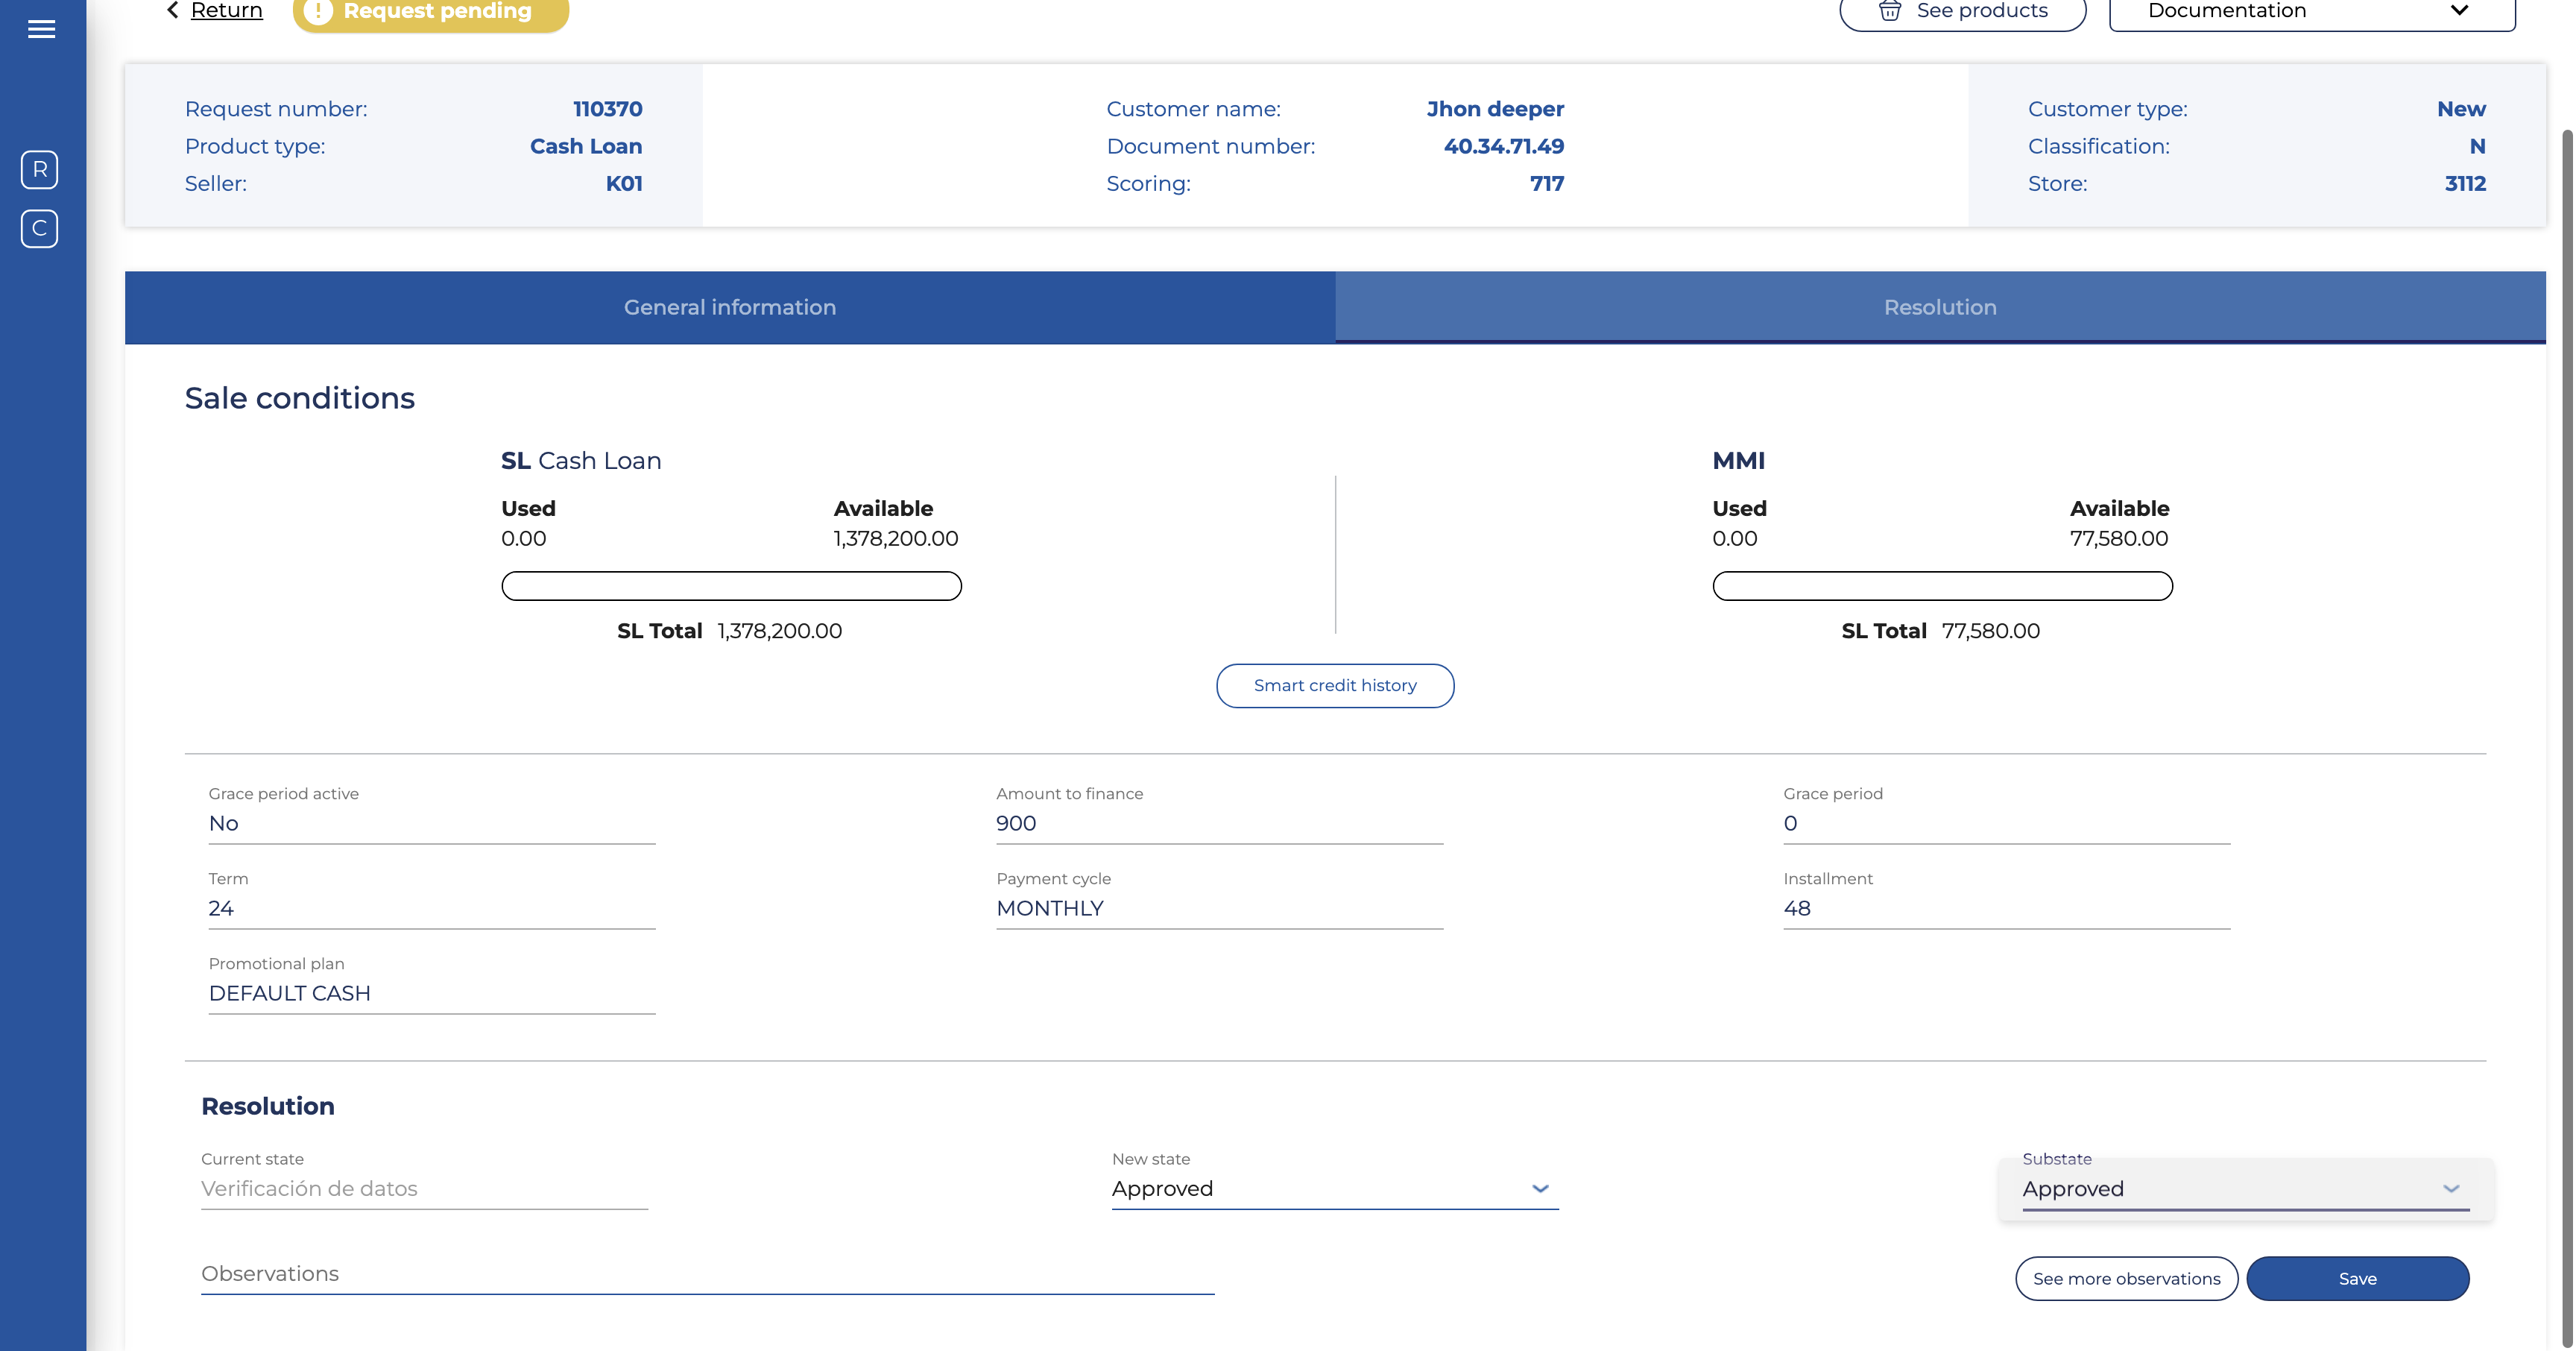 Return
Request pending
See products
Documentation
R
C
Request number: 110370
Product type: Cash Loan
Seller: K01
Customer name: Jhon deeper
Document number: 40.34.71.49
Scoring: 717
Customer type: New
Classification: N
Store: 3112
General information
Resolution
Sale conditions
SL Cash Loan
Used Available
0.00 1,378,200.00
SL Total 1,378,200.00
MMI
Used Available
0.00 77,580.00
SL Total 77,580.00
Smart credit history
Grace period active
No
Amount to finance
900
Grace period
0
Term
24
Payment cycle
MONTHLY
Installment
48
Promotional plan
DEFAULT CASH
Resolution
Current state
Verificación de datos
New state
Approved
Substate
Approved
Observations
See more observations
Save